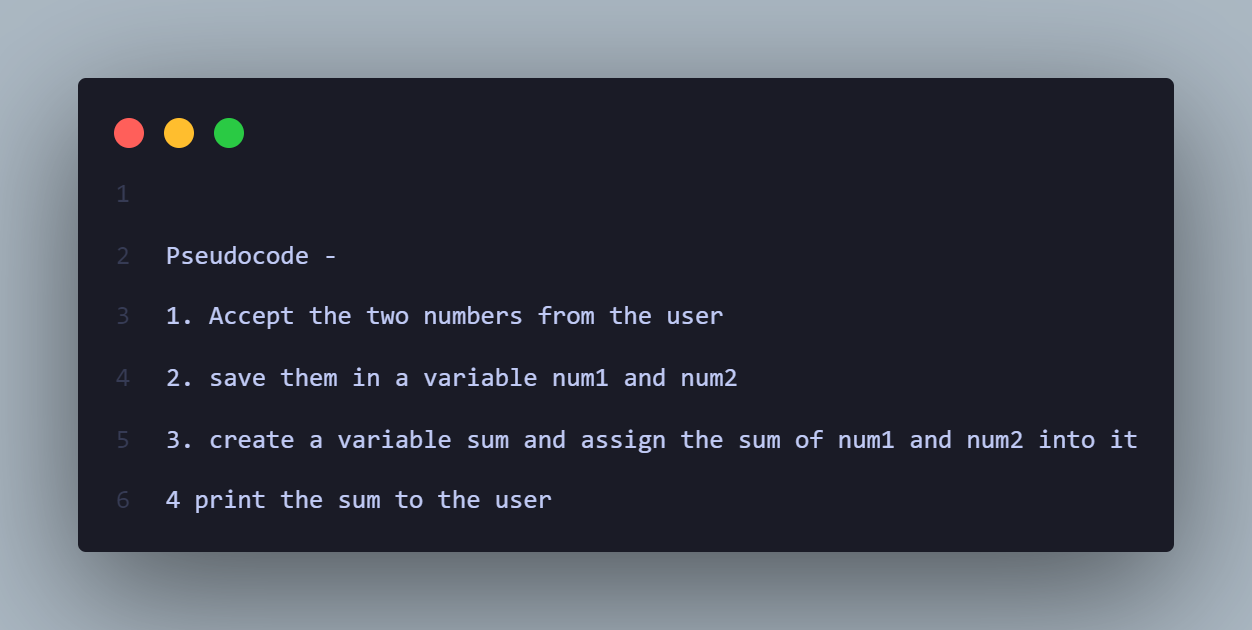 1
2 Pseudocode -
3 1. Accept the two numbers from the user
4 2. save them in a variable num1 and num2
5 3. create a variable sum and assign the sum of num1 and num2 into it
6 4 print the sum to the user